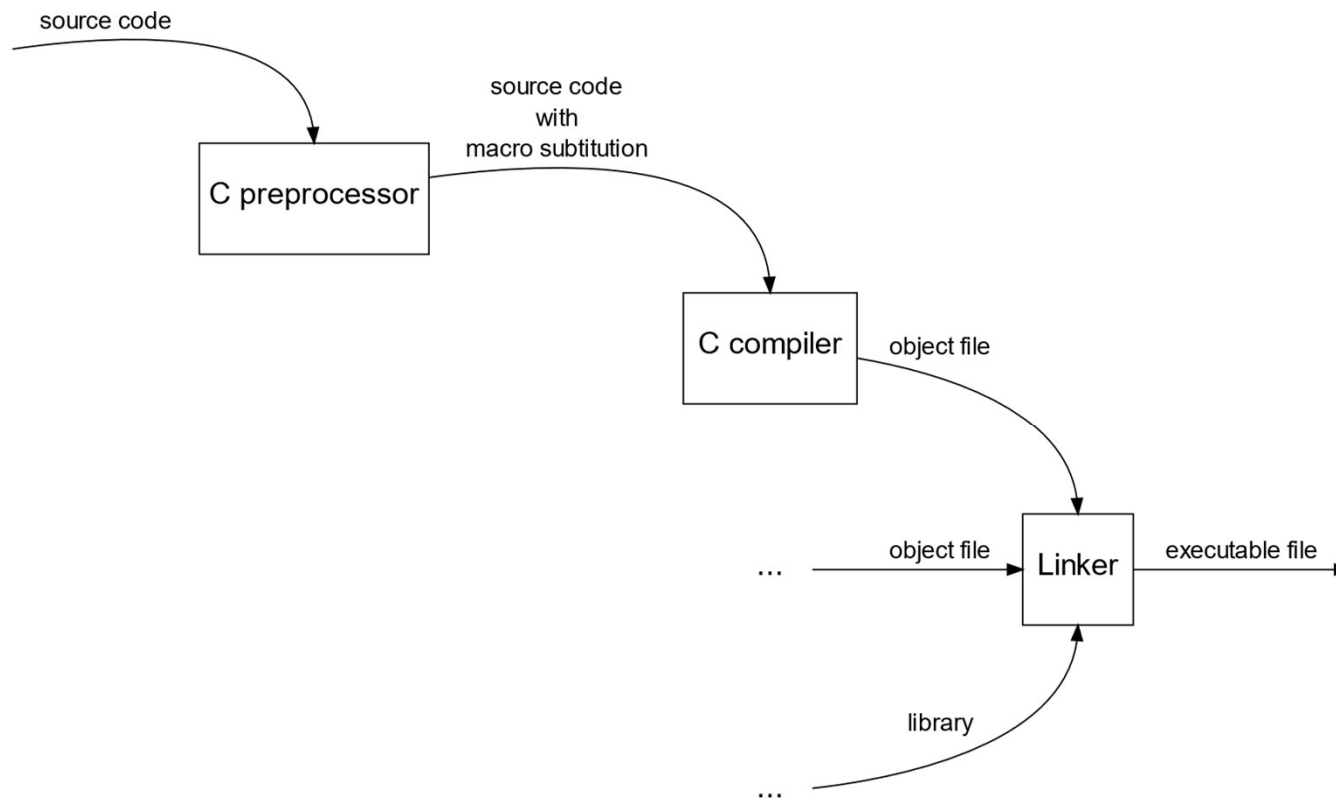 source code
source code
with
macro subtitution
C preprocessor
C compiler
object file
... object file
Linker
executable file
library
...